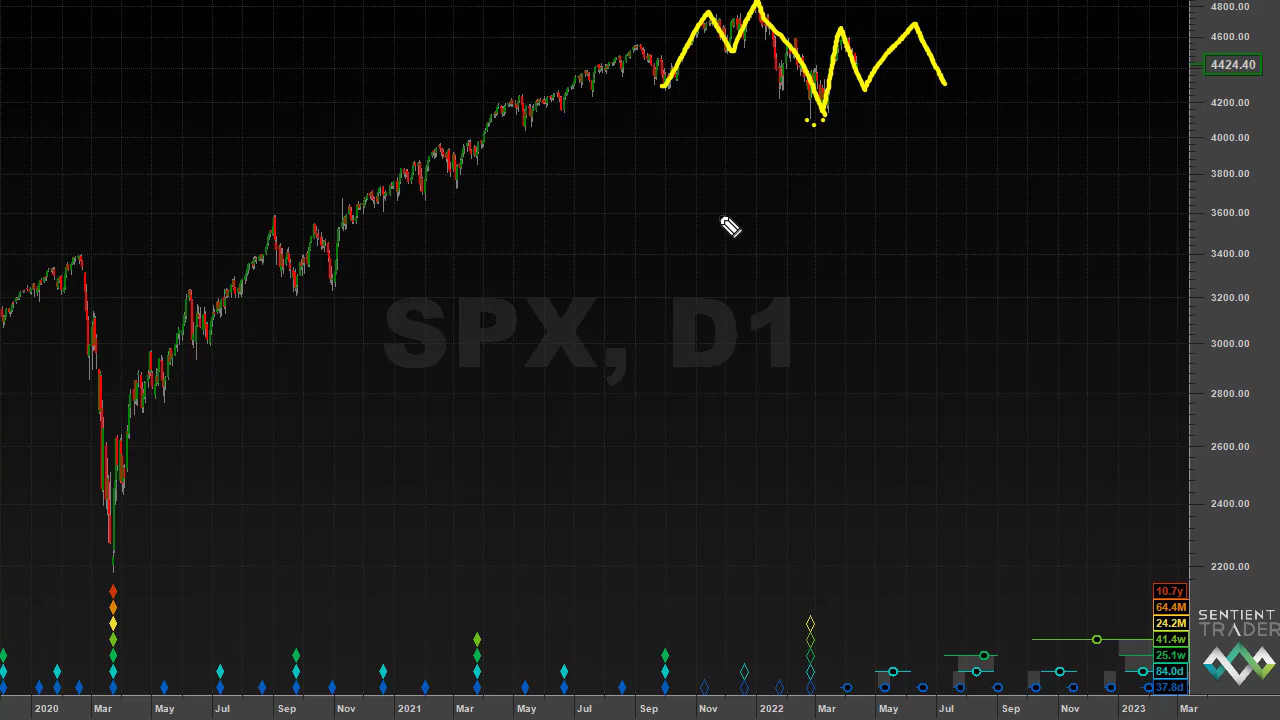 4800.00
4600.00
4424.40
4200.00
4000.00
3800.00
3600.00
3400.00
SPX, D1
3200.00
3000.00
2800.00
2600.00
2400.00
2200.00
10.7y
64.4M
24.2M
41.4w
25.1w
84.0d
37.8d
SENTIENT
TRADER
2020 Mar May Jul Sep Nov 2021 Mar May Jul Sep Nov 2022 Mar May Jul Sep Nov 2023 Mar